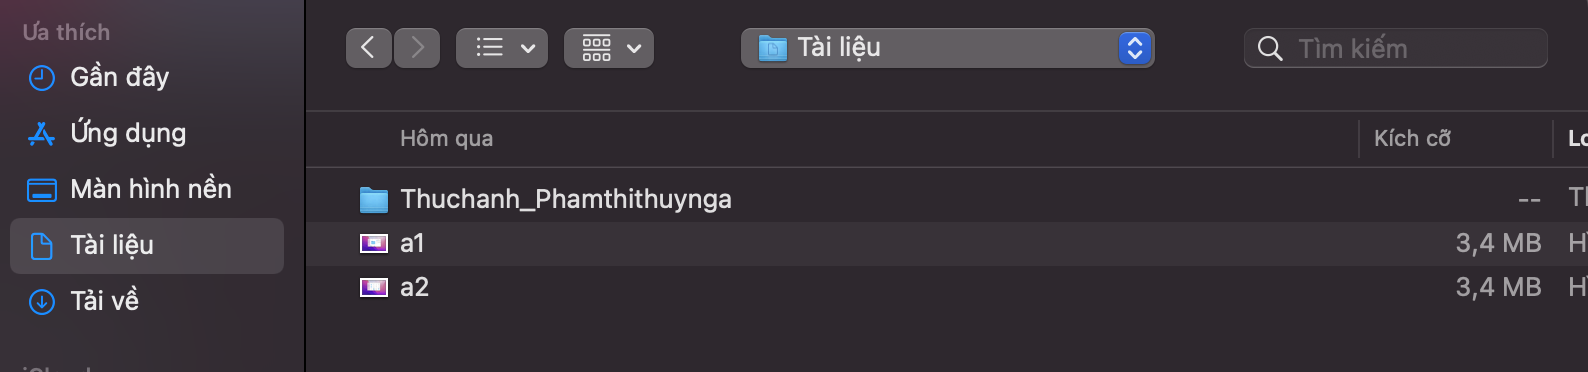 Ưa thích
Gần đây
Ứng dụng
Màn hình nền
Tài liệu
Tải về
Tài liệu
Tìm kiếm
Hôm qua Kích cỡ
Thuchanh_Phamthithuynga --
a1 3,4 MB
a2 3,4 MB